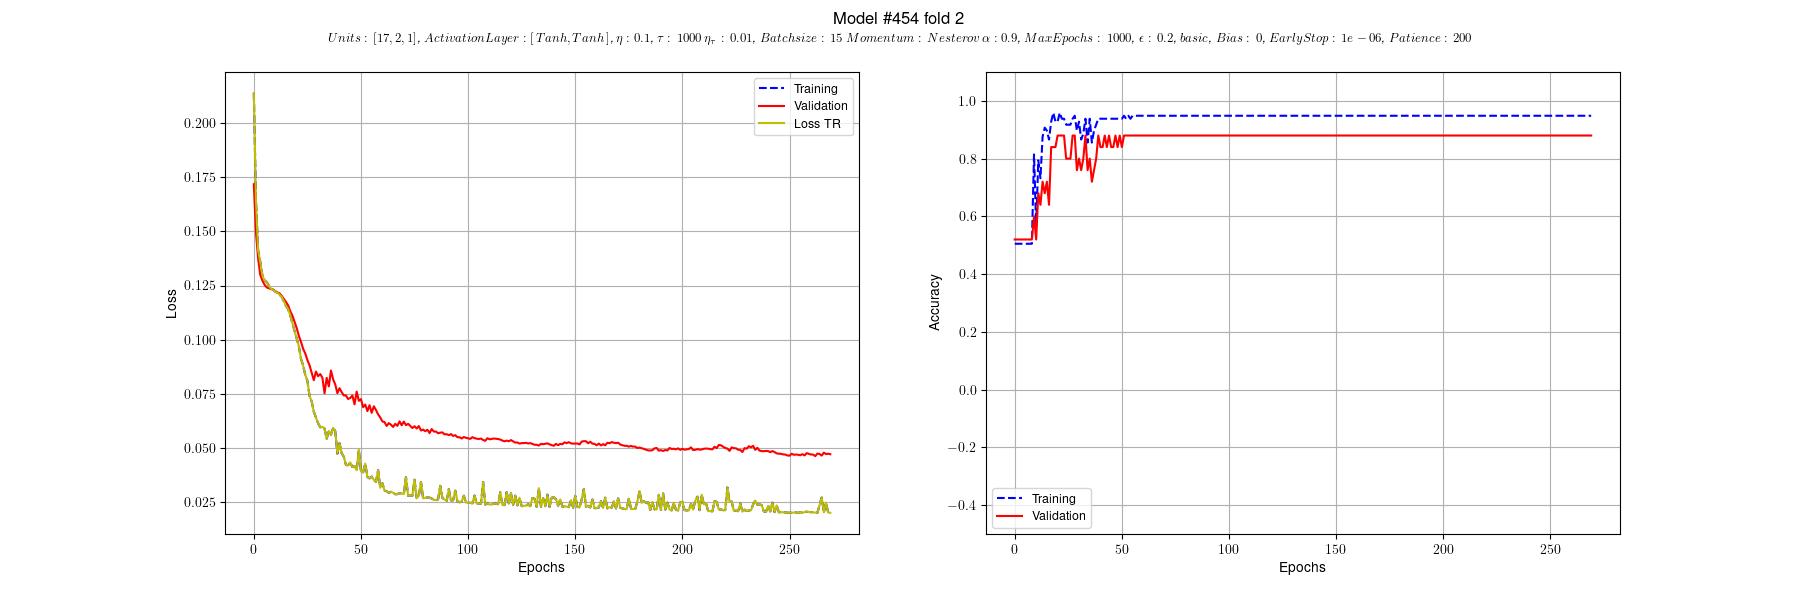 Model #454 fold 2
Units : [17, 2, 1], ActivationLayer : [Tanh, Tanh], η : 0.1, τ : 1000 ητ : 0.01, Batchsize : 15 Momentum : Nesterov α : 0.9, MaxEpochs : 1000, ϵ : 0.2, basic, Bias : 0, EarlyStop : 1e − 06, Patience : 200
Training
Validation
Loss TR
0.200
0.175
0.150
0.125
0.100
0.075
0.050
0.025
Loss
0 50 100 150 200 250
Epochs
1.0
0.8
0.6
0.4
0.2
0.0
−0.2
−0.4
Accuracy
Training
Validation
0 50 100 150 200 250
Epochs